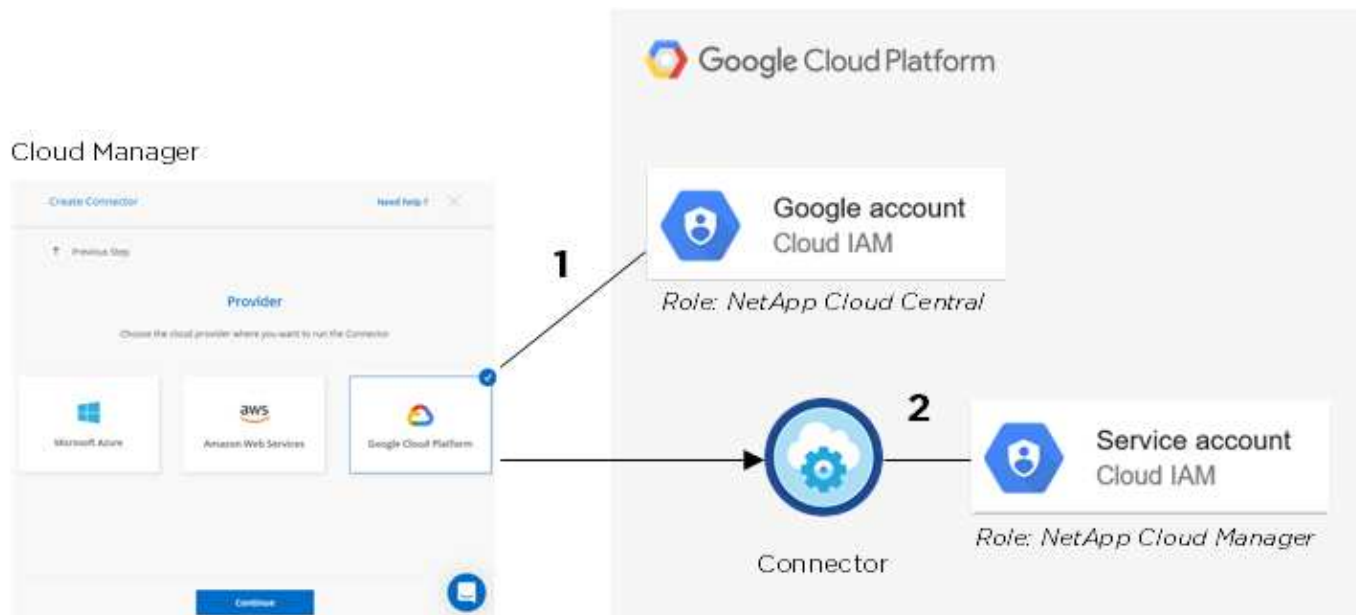 Google Cloud Platform
Cloud Manager
Create Connector
Need help ?
Previous Step
Provider
Choose the cloud provider where you want to run the Connector
Microsoft Azure
aws
Amazon Web Services
Google Cloud Platform
Continue
1
Google account
Cloud IAM
Role: NetApp Cloud Central
2
Service account
Cloud IAM
Role: NetApp Cloud Manager
Connector